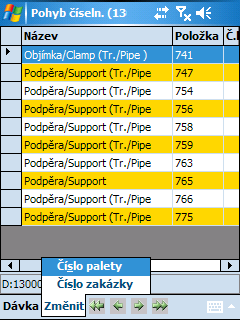 Pohyb číseln. (13
Název Položka Č.l
Objímka/Clamp (Tr./Pipe ) 741
Podpěra/Support (Tr./Pipe 747
Podpěra/Support (Tr./Pipe 754
Podpěra/Support (Tr./Pipe 756
Podpěra/Support (Tr./Pipe 758
Podpěra/Support (Tr./Pipe 759
Podpěra/Support (Tr./Pipe 763
Podpěra/Support 765
Podpěra/Support (Tr./Pipe 766
Podpěra/Support (Tr./Pipe 775
Číslo palety
D:13000 Číslo zakázky
Dávka Změnit